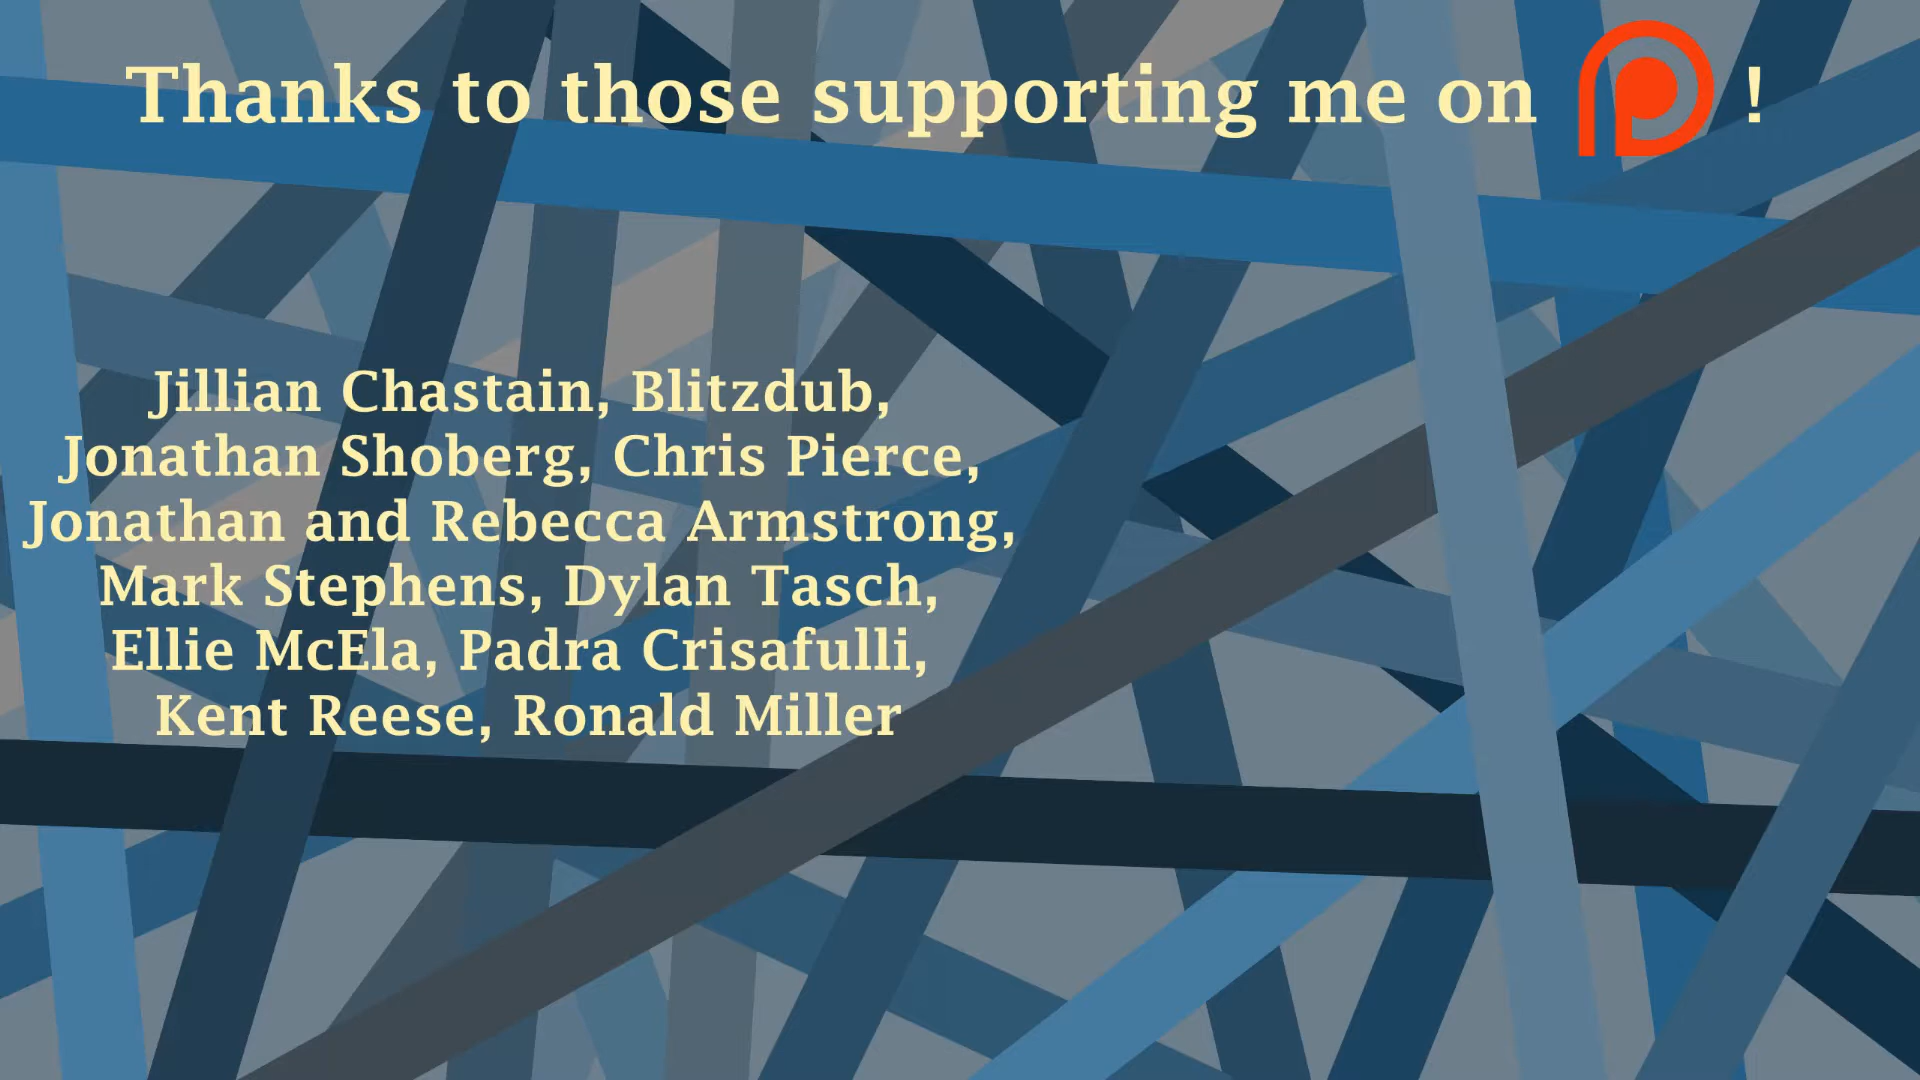 Thanks to those supporting me on !
Jillian Chastain, Blitzdub,
Jonathan Shoberg, Chris Pierce,
Jonathan and Rebecca Armstrong,
Mark Stephens, Dylan Tasch,
Ellie McEla, Padra Crisafulli,
Kent Reese, Ronald Miller